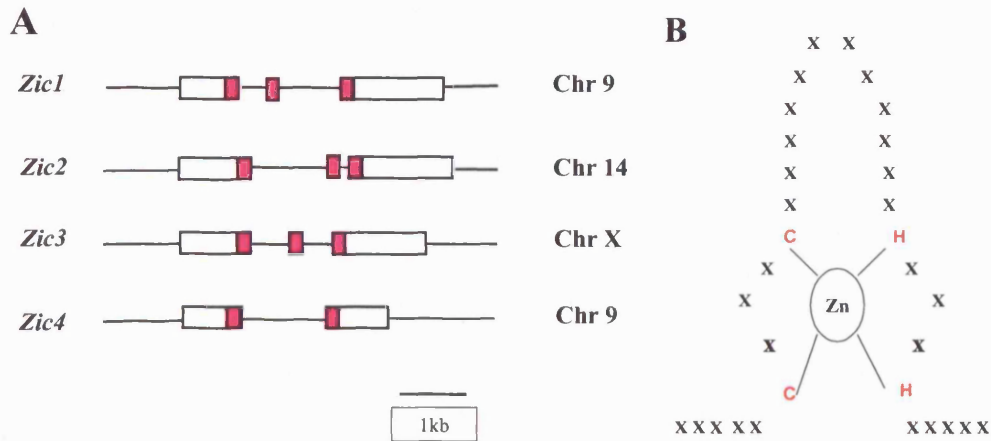 A
Zic1 Chr 9
Zic2 Chr 14
Zic3 Chr X
Zic4 Chr 9
1kb
B
x x
x x
x x
x x
x x
x x
C H
x x
x Zn x
x x
C H
x x x x x x x x x x